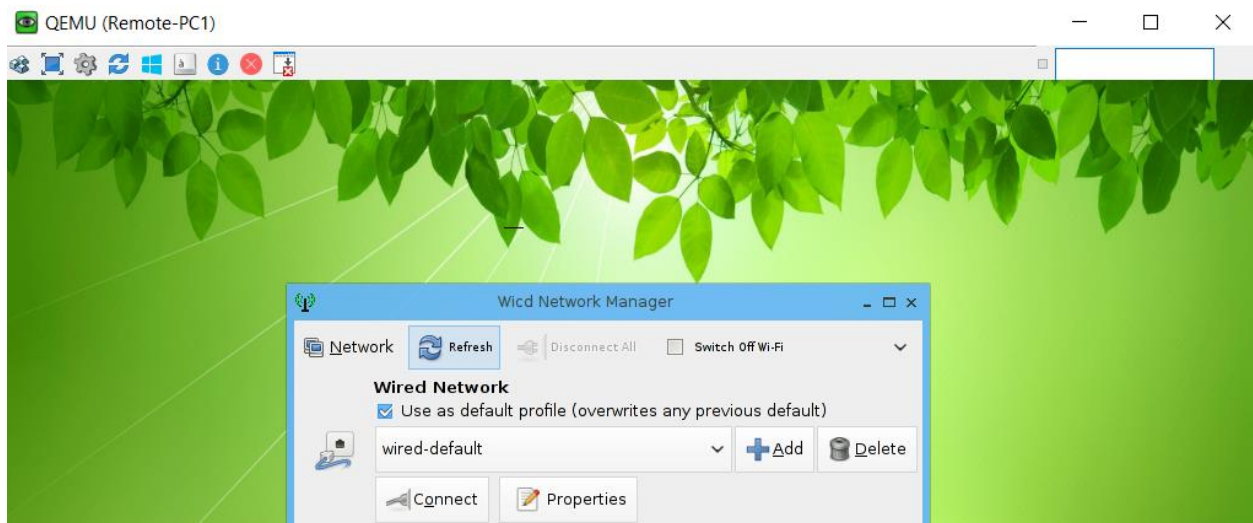 QEMU (Remote-PC1)
Wicd Network Manager
Network Refresh Disconnect All Switch Off Wi-Fi
Wired Network
Use as default profile (overwrites any previous default)
wired-default Add Delete
Connect Properties